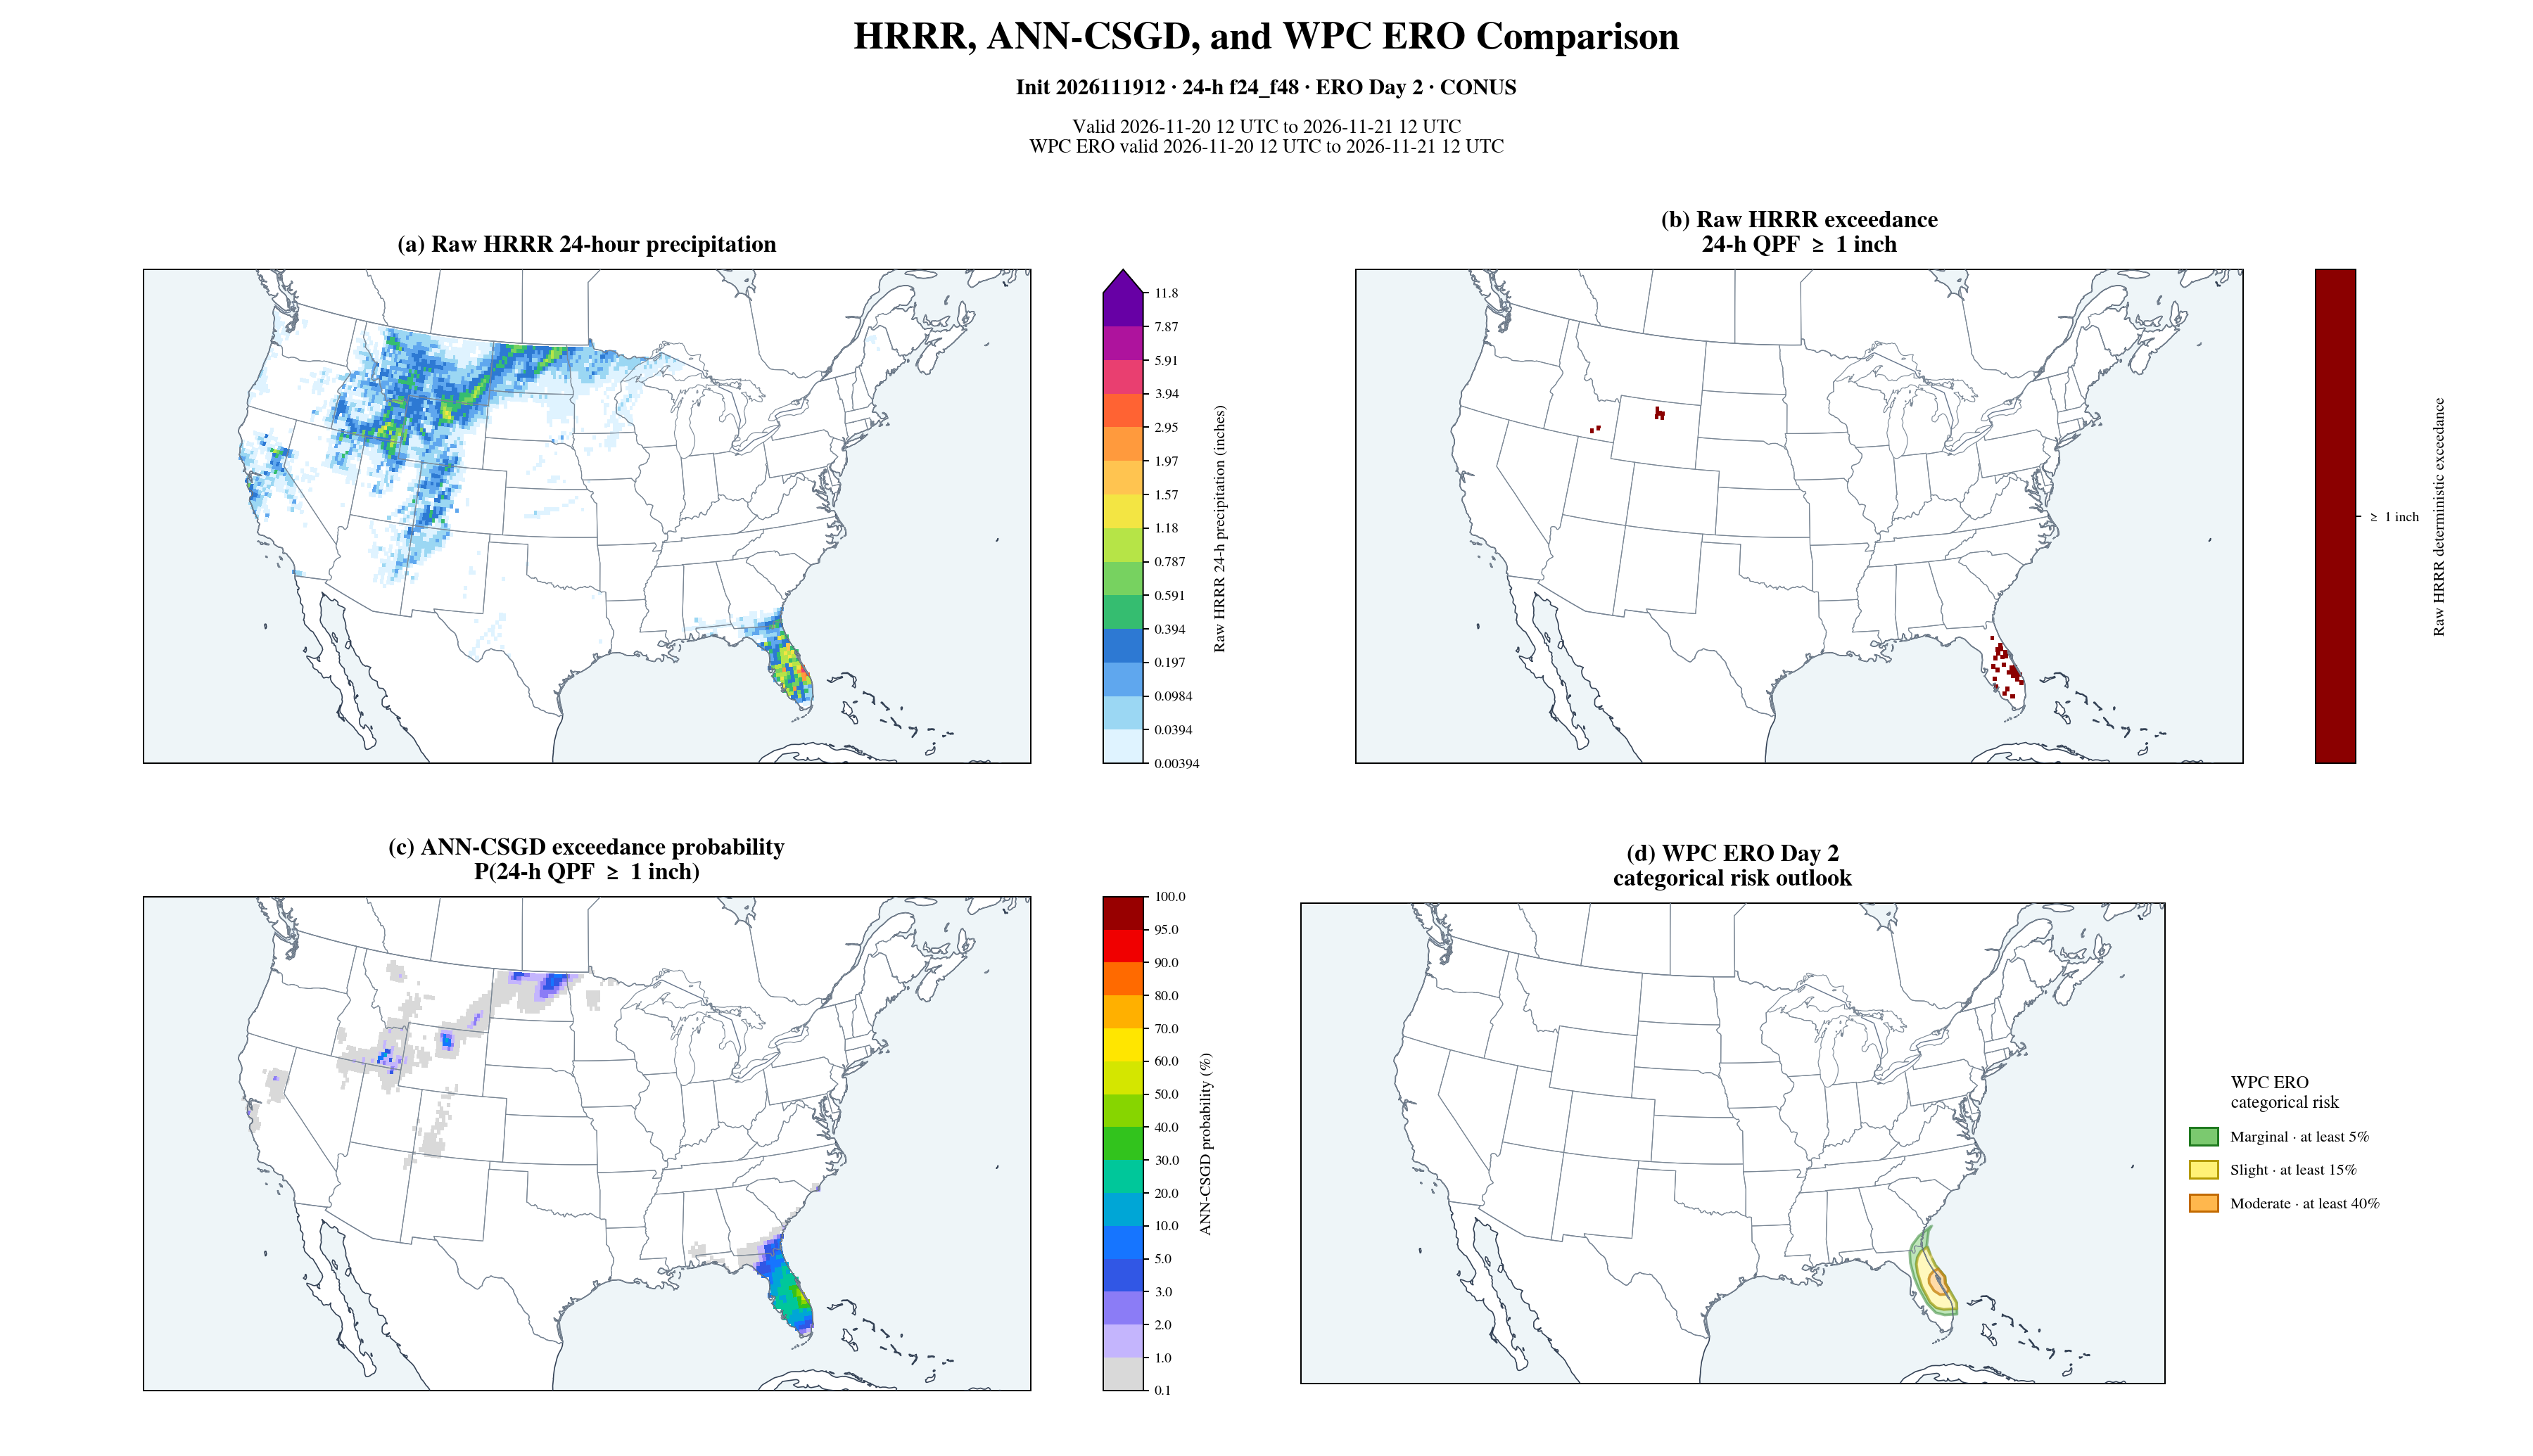 HRRR, ANN-CSGD, and WPC ERO Comparison
Init 2026111912 · 24-h f24_f48 · ERO Day 2 · CONUS
Valid 2026-11-20 12 UTC to 2026-11-21 12 UTC
WPC ERO valid 2026-11-20 12 UTC to 2026-11-21 12 UTC
(a) Raw HRRR 24-hour precipitation
11.8
7.87
5.91
4.94
3.94
2.95
1.97
1.57
1.18
0.787
0.591
0.394
0.197
0.0984
0.0394
0.00394
Raw HRRR 24-h precipitation (inches)
(b) Raw HRRR exceedance
24-h QPF ≥ 1 inch
≥ 1 inch
Raw HRRR deterministic exceedance
(c) ANN-CSGD exceedance probability
P(24-h QPF ≥ 1 inch)
100.0
95.0
90.0
80.0
70.0
60.0
50.0
40.0
30.0
20.0
10.0
5.0
3.0
2.0
1.0
0.1
ANN-CSGD probability (%)
(d) WPC ERO Day 2
categorical risk outlook
WPC ERO
categorical risk
Marginal · at least 5%
Slight · at least 15%
Moderate · at least 40%